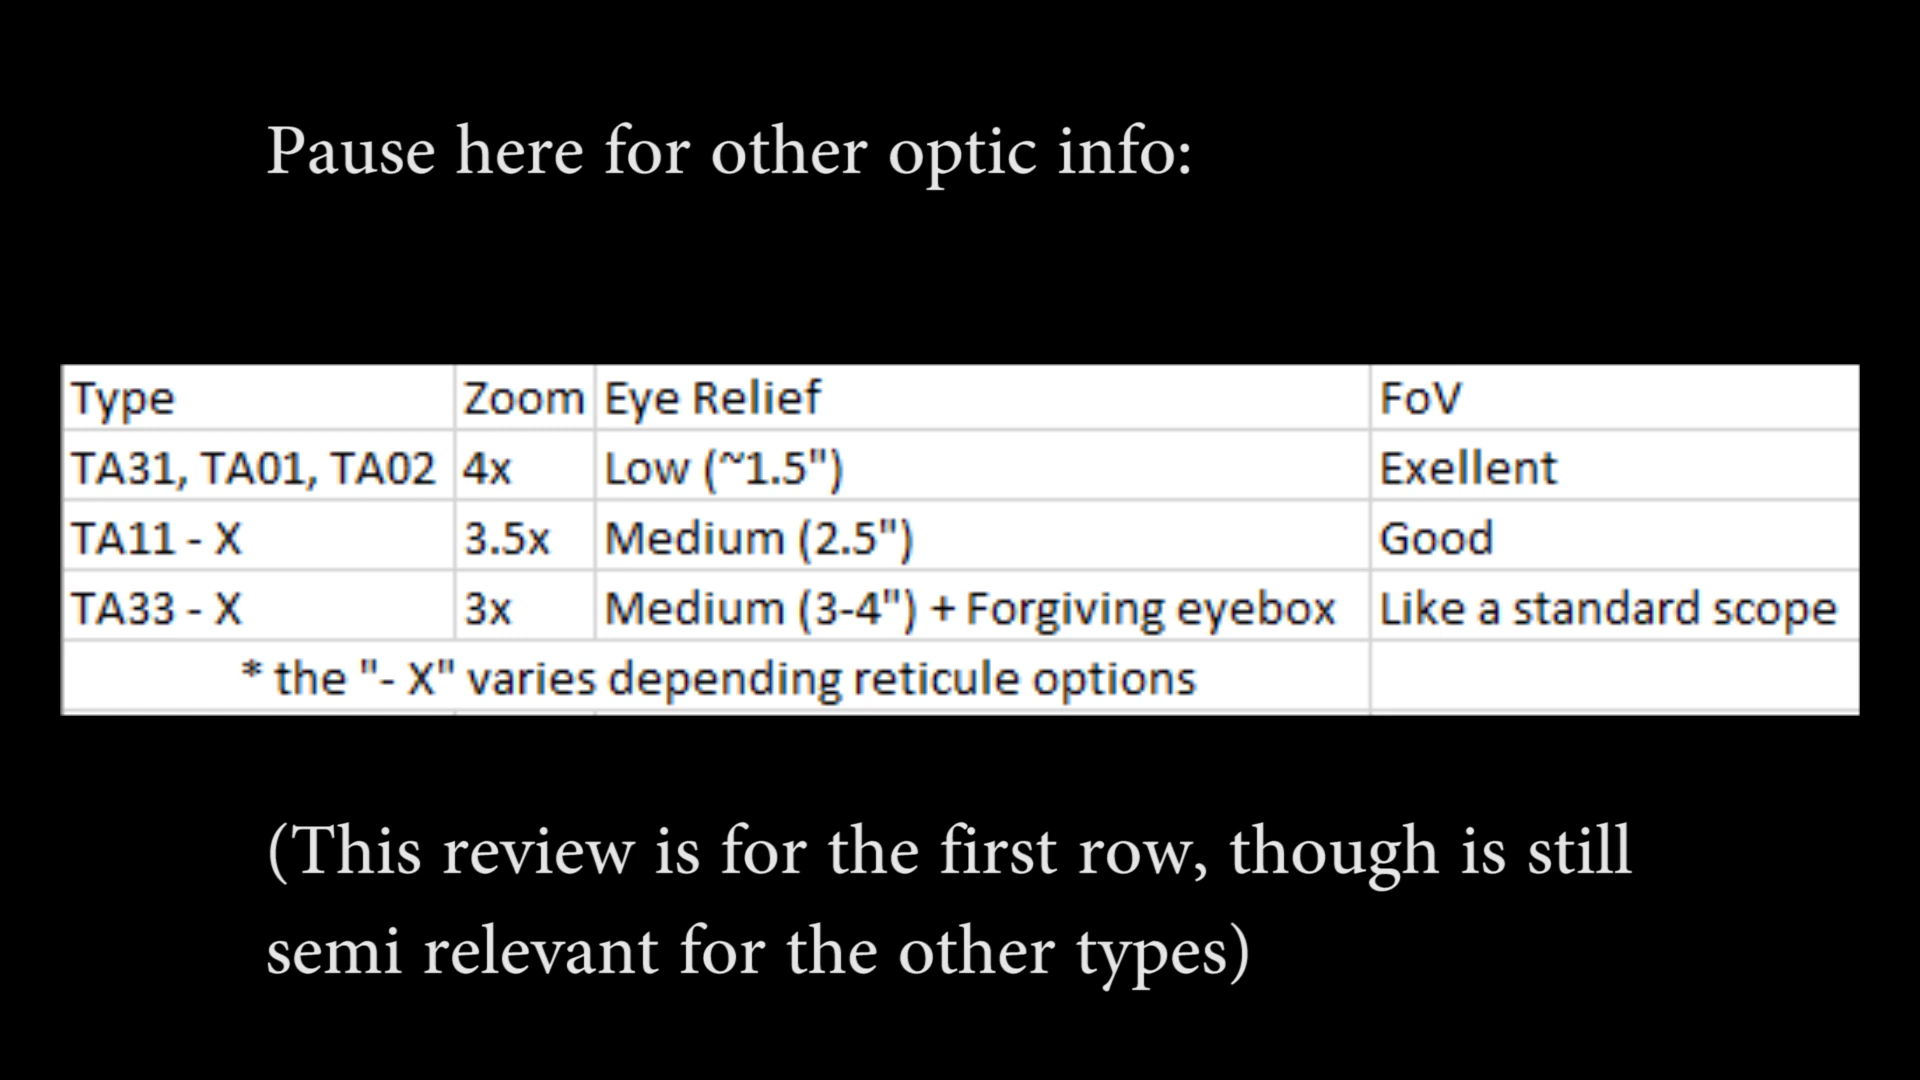 Pause here for other optic info:
Type Zoom Eye Relief FoV
TA31, TA01, TA02 4x Low (~1.5") Exellent
TA11 - X 3.5x Medium (2.5") Good
TA33 - X 3x Medium (3-4") + Forgiving eyebox Like a standard scope
* the "- X" varies depending reticule options
(This review is for the first row, though is still
semi relevant for the other types)